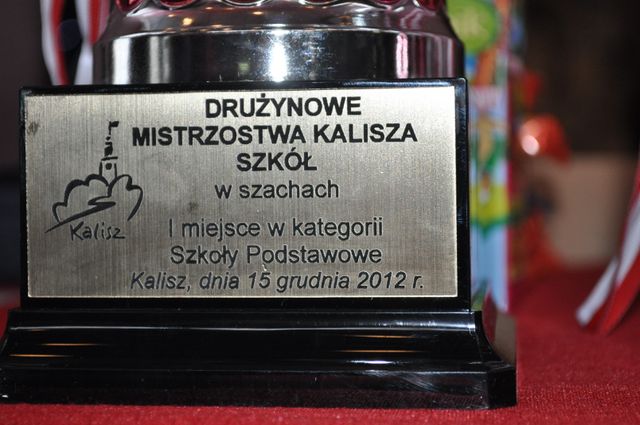 DRUŻYNOWE
MISTRZOSTWA KALISZA
SZKÓŁ
w szachach
Kalisz
I miejsce w kategorii
Szkoły Podstawowe
Kalisz, dnia 15 grudnia 2012 r.